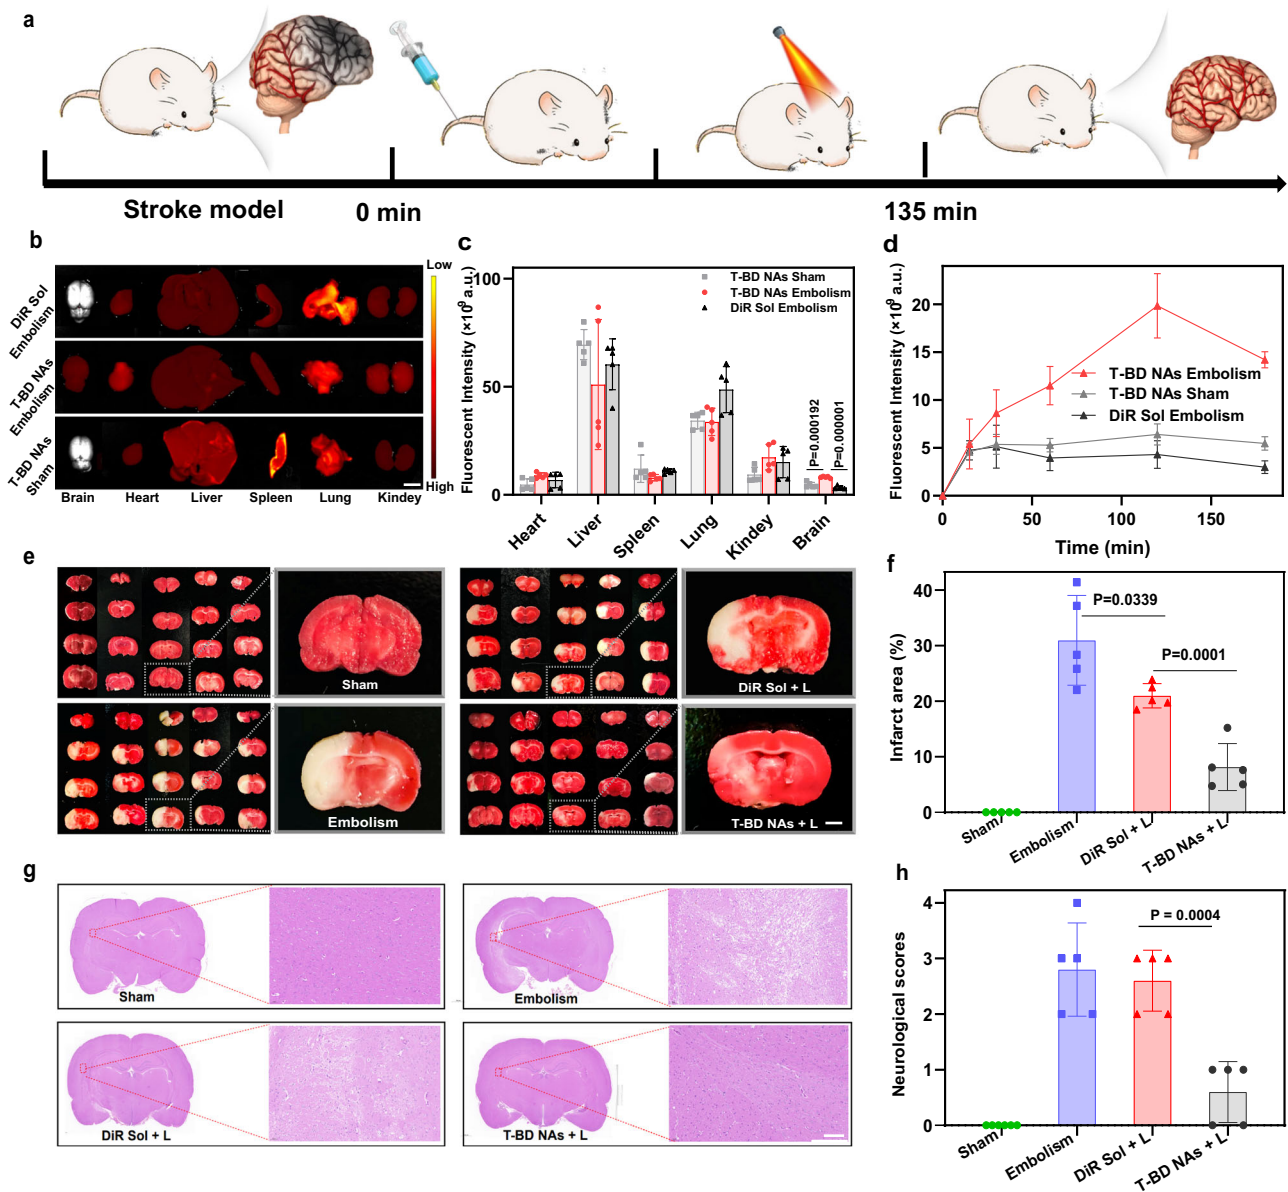 a
Stroke model
0 min
135 min
b
DiR Sol
Embolism
T-BD NAs
Embolism
T-BD NAs
Sham
Low
High
Brain Heart Liver Spleen Lung Kindey
c
Fluorescent Intensity (×10⁹ a.u.)
100
50
0
T-BD NAs Sham
T-BD NAs Embolism
DiR Sol Embolism
P=0.000192
P=0.000001
Heart
Liver
Spleen
Lung
Kindey
Brain
d
Fluorescent Intensity (×10⁹ a.u.)
20
15
10
5
0
T-BD NAs Embolism
T-BD NAs Sham
DiR Sol Embolism
0 50 100 150
Time (min)
e
Sham
DiR Sol + L
Embolism
T-BD NAs + L
f
Infarct area (%)
40
30
20
10
0
P=0.0339
P=0.0001
Sham
Embolism
DiR Sol + L
T-BD NAs + L
g
Sham
Embolism
DiR Sol + L
T-BD NAs + L
h
Neurological scores
4
3
2
1
0
P = 0.0004
Sham
Embolism
DiR Sol + L
T-BD NAs + L